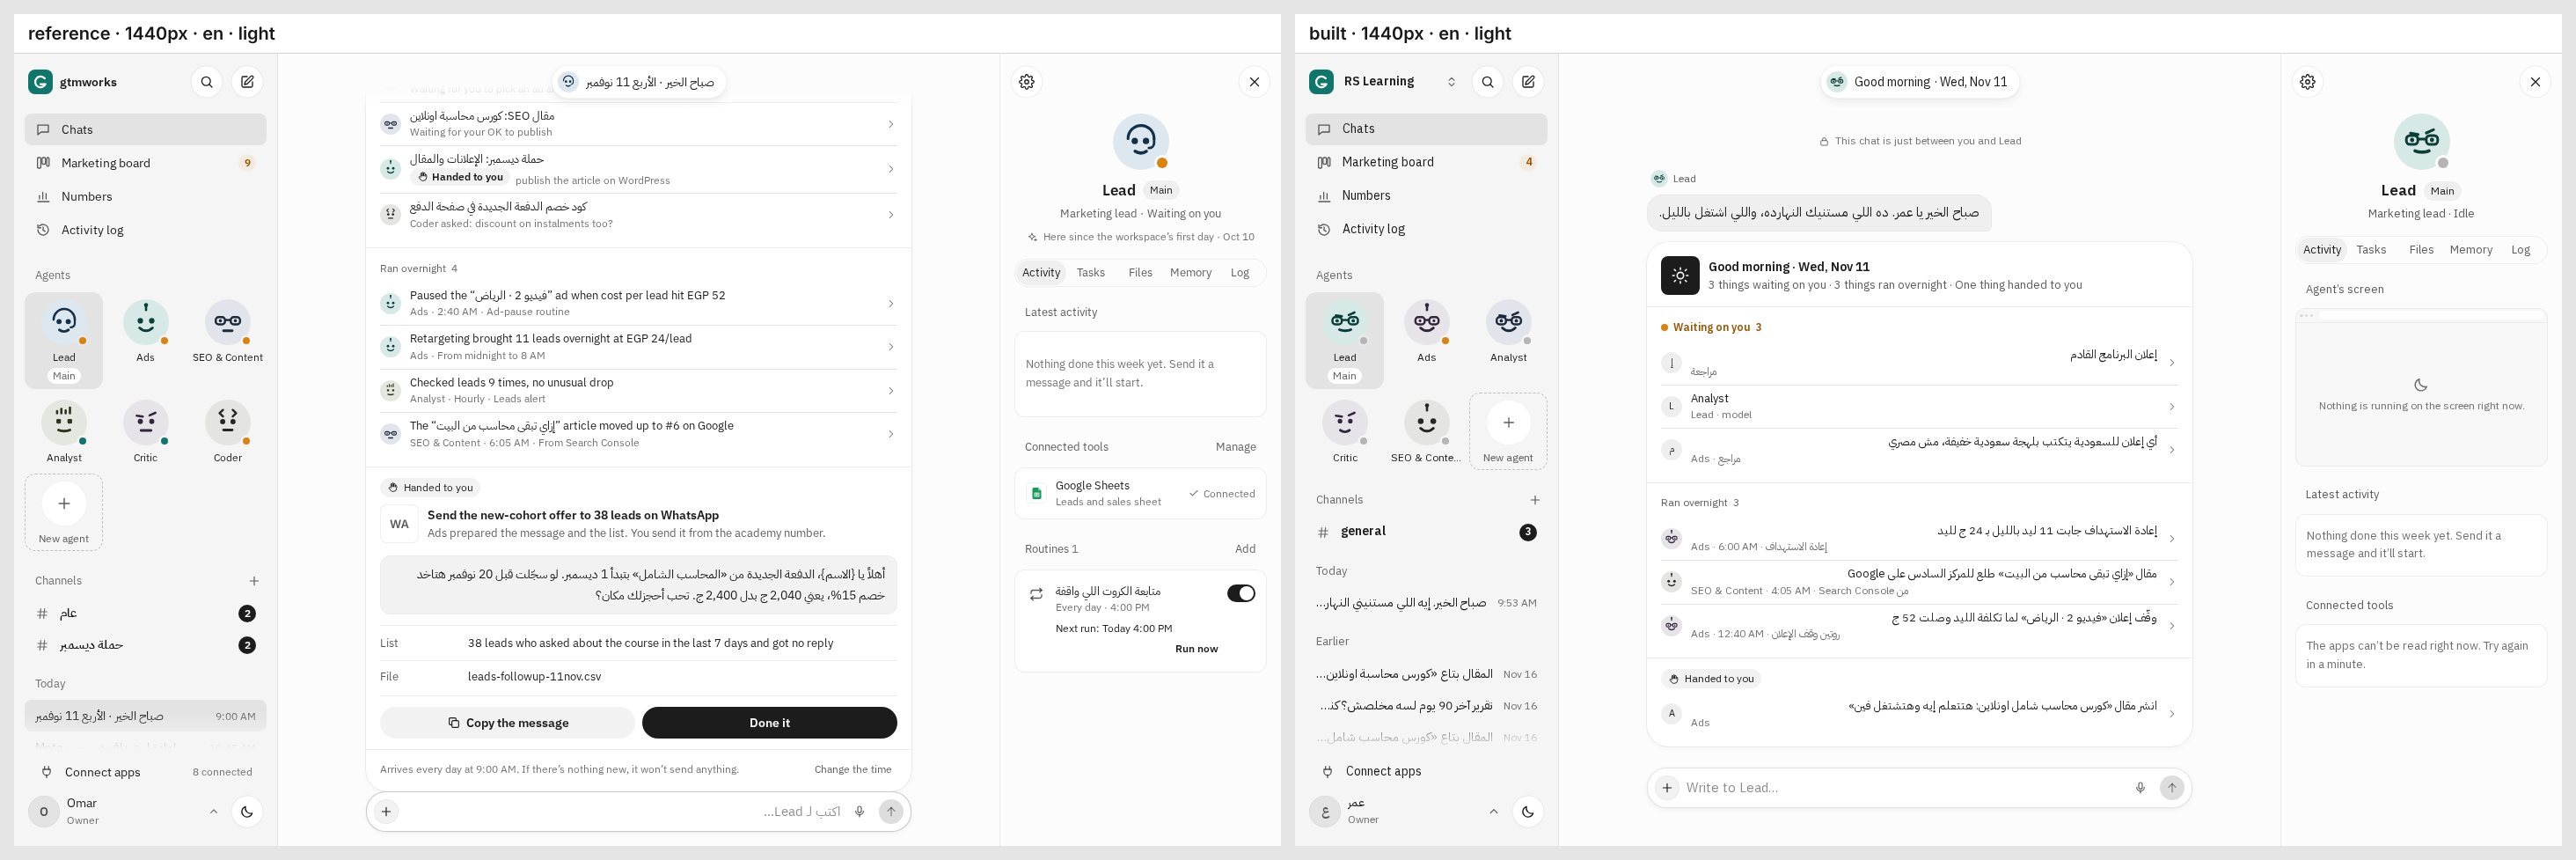 reference · 1440px · en · light
gtmworks
Chats
Marketing board 9
Numbers
Activity log
Agents
Lead
Main
Ads
SEO & Content
Analyst
Critic
Coder
New agent
Channels
# عام 2
# حملة ديسمبر 2
Today
صباح الخير · الأربع 11 نوفمبر 9:00 AM
Connect apps 8 connected
O
Omar
Owner
صباح الخير · الأربع 11 نوفمبر
Waiting for you to pick an ad
مقال SEO: كورس محاسبة اونلاين
Waiting for your OK to publish
حملة ديسمبر: الإعلانات والمقال
Handed to you publish the article on WordPress
كود خصم الدفعة الجديدة في صفحة الدفع
Coder asked: discount on instalments too?
Ran overnight 4
Paused the “فيديو 2 · الرياض” ad when cost per lead hit EGP 52
Ads · 2:40 AM · Ad-pause routine
Retargeting brought 11 leads overnight at EGP 24/lead
Ads · From midnight to 8 AM
Checked leads 9 times, no unusual drop
Analyst · Hourly · Leads alert
The “إزاي تبقى محاسب من البيت” article moved up to #6 on Google
SEO & Content · 6:05 AM · From Search Console
Handed to you
WA
Send the new-cohort offer to 38 leads on WhatsApp
Ads prepared the message and the list. You send it from the academy number.
أهلاً يا {الاسم}، الدفعة الجديدة من «المحاسب الشامل» بتبدأ 1 ديسمبر. لو سجّلت قبل 20 نوفمبر هتاخد
خصم 15%، يعني 2,040 ج بدل 2,400 ج. تحب أحجزلك مكان؟
List 38 leads who asked about the course in the last 7 days and got no reply
File leads-followup-11nov.csv
Copy the message
Done it
Arrives every day at 9:00 AM. If there’s nothing new, it won’t send anything. Change the time
اكتب لـ Lead...
Lead Main
Marketing lead · Waiting on you
Here since the workspace’s first day · Oct 10
Activity Tasks Files Memory Log
Latest activity
Nothing done this week yet. Send it a
message and it’ll start.
Connected tools Manage
Google Sheets
Leads and sales sheet
Connected
Routines 1 Add
متابعة الكروت اللي واقفة
Every day · 4:00 PM
Next run: Today 4:00 PM
Run now
built · 1440px · en · light
RS Learning
Chats
Marketing board 4
Numbers
Activity log
Agents
Lead
Main
Ads
Analyst
Critic
SEO & Conte...
New agent
Channels
# general 3
Today
صباح الخير. إيه اللي مستنيني النهار... 9:53 AM
Earlier
المقال بتاع «كورس محاسبة اونلاين... Nov 16
تقرير آخر 90 يوم لسه مخلصش؟ كنـ... Nov 16
المقال بتاع «كورس محاسب شامل... Nov 16
Connect apps
ع
عمر
Owner
Good morning · Wed, Nov 11
This chat is just between you and Lead
Lead
صباح الخير يا عمر. ده اللي مستنيك النهارده، واللي اشتغل بالليل.
Good morning · Wed, Nov 11
3 things waiting on you · 3 things ran overnight · One thing handed to you
Waiting on you 3
إ
إعلان البرنامج القادم
مراجعة
L
Analyst
Lead · model
م
أي إعلان للسعودية يتكتب بلهجة سعودية خفيفة، مش مصري
Ads · مراجع
Ran overnight 3
إعادة الاستهداف جابت 11 ليد بالليل بـ 24 ج لليد
Ads · 6:00 AM · إعادة الاستهداف
مقال «إزاي تبقى محاسب من البيت» طلع للمركز السادس على Google
SEO & Content · 4:05 AM · Search Console من
وقّف إعلان «فيديو 2 · الرياض» لما تكلفة الليد وصلت 52 ج
Ads · 12:40 AM · روتين وقف الإعلان
Handed to you
A
انشر مقال «كورس محاسب شامل اونلاين: هتتعلم إيه وهتشتغل فين»
Ads
Write to Lead...
Lead Main
Marketing lead · Idle
Activity Tasks Files Memory Log
Agent’s screen
Nothing is running on the screen right now.
Latest activity
Nothing done this week yet. Send it a
message and it’ll start.
Connected tools
The apps can’t be read right now. Try again
in a minute.